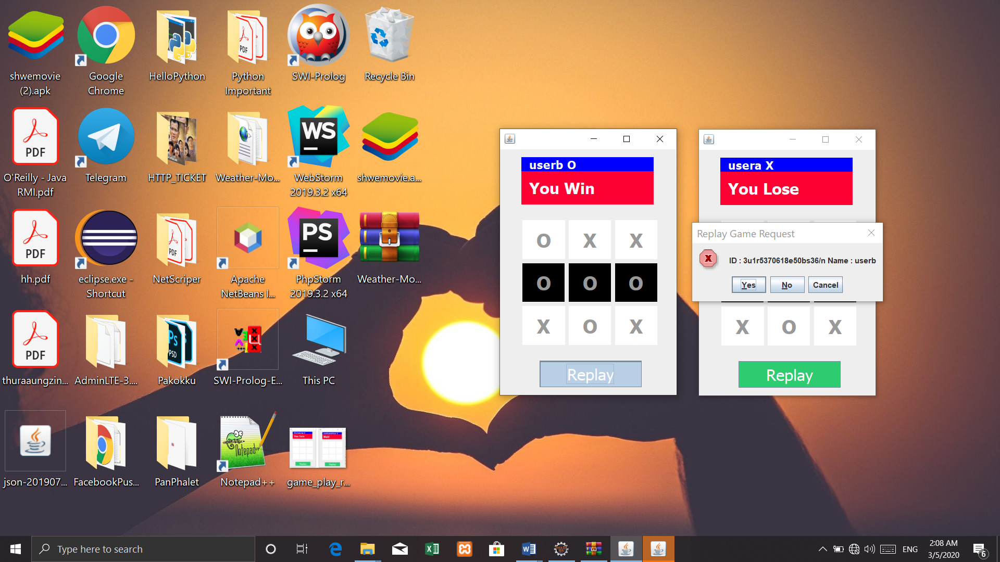 shwemovie
(2).apk
Google
Chrome
HelloPython
Python
Important
SWI-Prolog
Recycle Bin
O'Reilly - Java
RMI.pdf
Telegram
HTTP_TICKET
Weather-Mo...
WebStorm
2019.3.2 x64
shwemovie.a...
hh.pdf
eclipse.exe -
Shortcut
NetScriper
Apache
NetBeans I...
PhpStorm
2019.3.2 x64
Weather-Mo...
thuraaungzin...
AdminLTE-3....
Pakokku
SWI-Prolog-E...
This PC
json-201907...
FacebookPus...
PanPhalet
Notepad++
game_play_r...
PDF
PDF
PDF
PDF
PDF
WS
PS
Ps
PSD
Notepad++
userb O
You Win
O X X
O O O
X O X
Replay
usera X
You Lose
Replay Game Request
ID : 3u1r5370618e50bs36/n Name : userb
Yes No Cancel
X O X
Replay
Type here to search
ENG
2:08 AM
3/5/2020
6